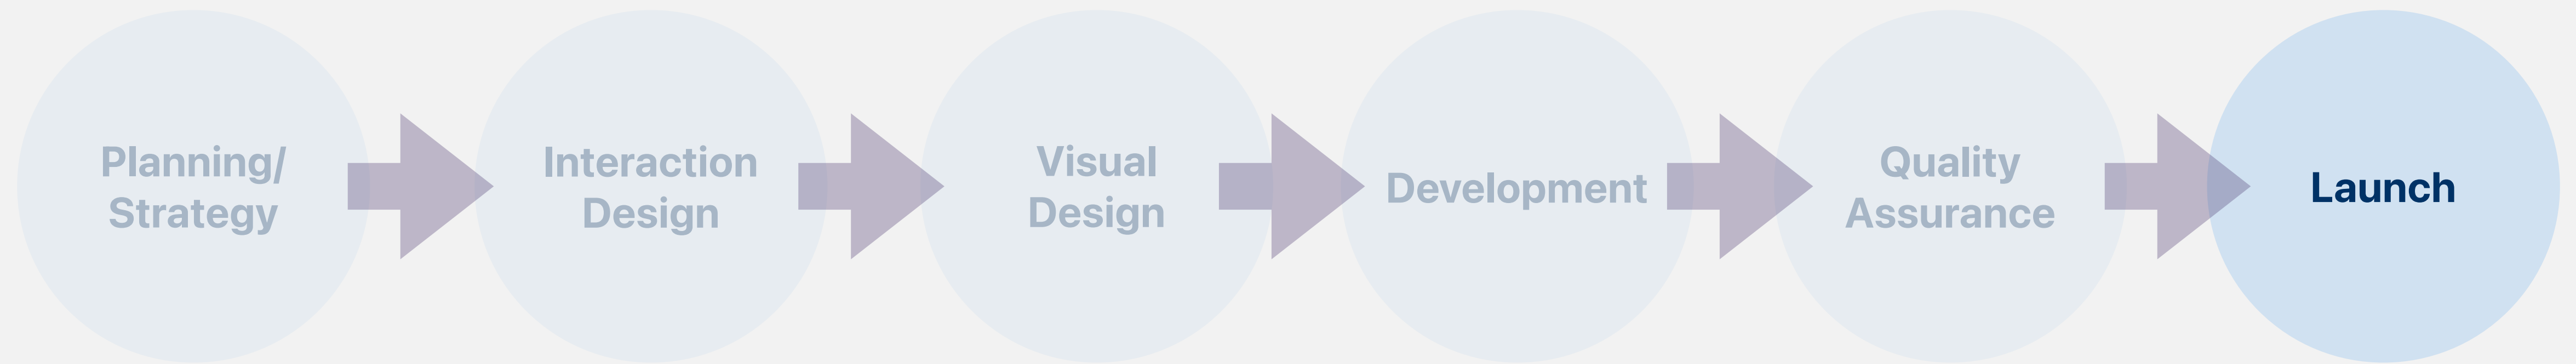 Planning/
Strategy
Interaction
Design
Visual
Design
Development
Quality
Assurance
Launch